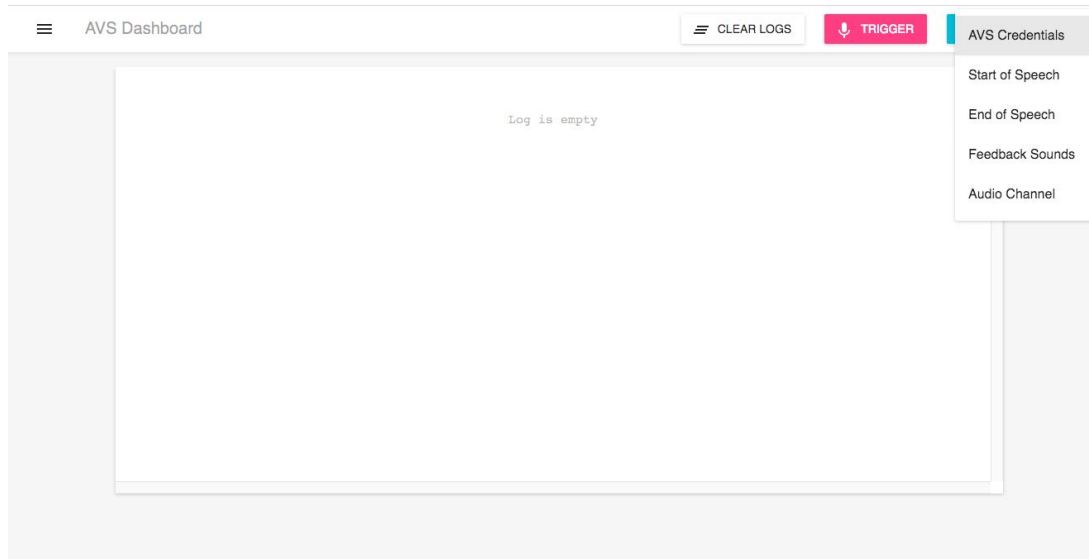 AVS Dashboard
CLEAR LOGS
TRIGGER
AVS Credentials
Start of Speech
End of Speech
Feedback Sounds
Audio Channel
Log is empty